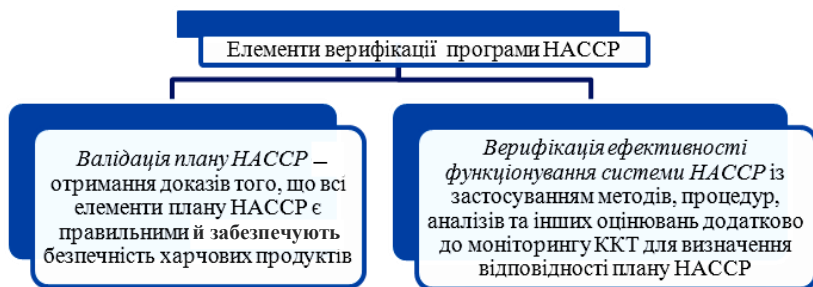 Елементи верифікації програми НАССР
Валідація плану НАССР –
отримання доказів того, що всі
елементи плану НАССР є
правильними й забезпечують
безпечність харчових продуктів
Верифікація ефективності
функціонування системи НАССР із
застосуванням методів, процедур,
аналізів та інших оцінювань додатково
до моніторингу ККТ для визначення
відповідності плану НАССР